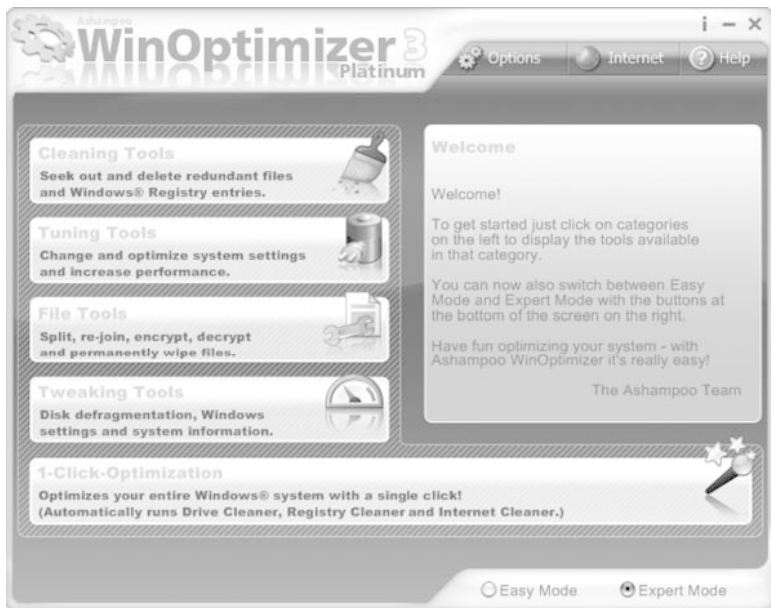 Ashampoo
WinOptimizer 3
Platinum
i
Options
Internet
? Help
Cleaning Tools
Seek out and delete redundant files
and Windows® Registry entries.
Tuning Tools
Change and optimize system settings
and increase performance.
File Tools
Split, re-join, encrypt, decrypt
and permanently wipe files.
Tweaking Tools
Disk defragmentation, Windows
settings and system information.
1-Click-Optimization
Optimizes your entire Windows® system with a single click!
(Automatically runs Drive Cleaner, Registry Cleaner and Internet Cleaner.)
Welcome
Welcome!
To get started just click on categories
on the left to display the tools available
in that category.
You can now also switch between Easy
Mode and Expert Mode with the buttons at
the bottom of the screen on the right.
Have fun optimizing your system - with
Ashampoo WinOptimizer it's really easy!
The Ashampoo Team
Easy Mode
Expert Mode